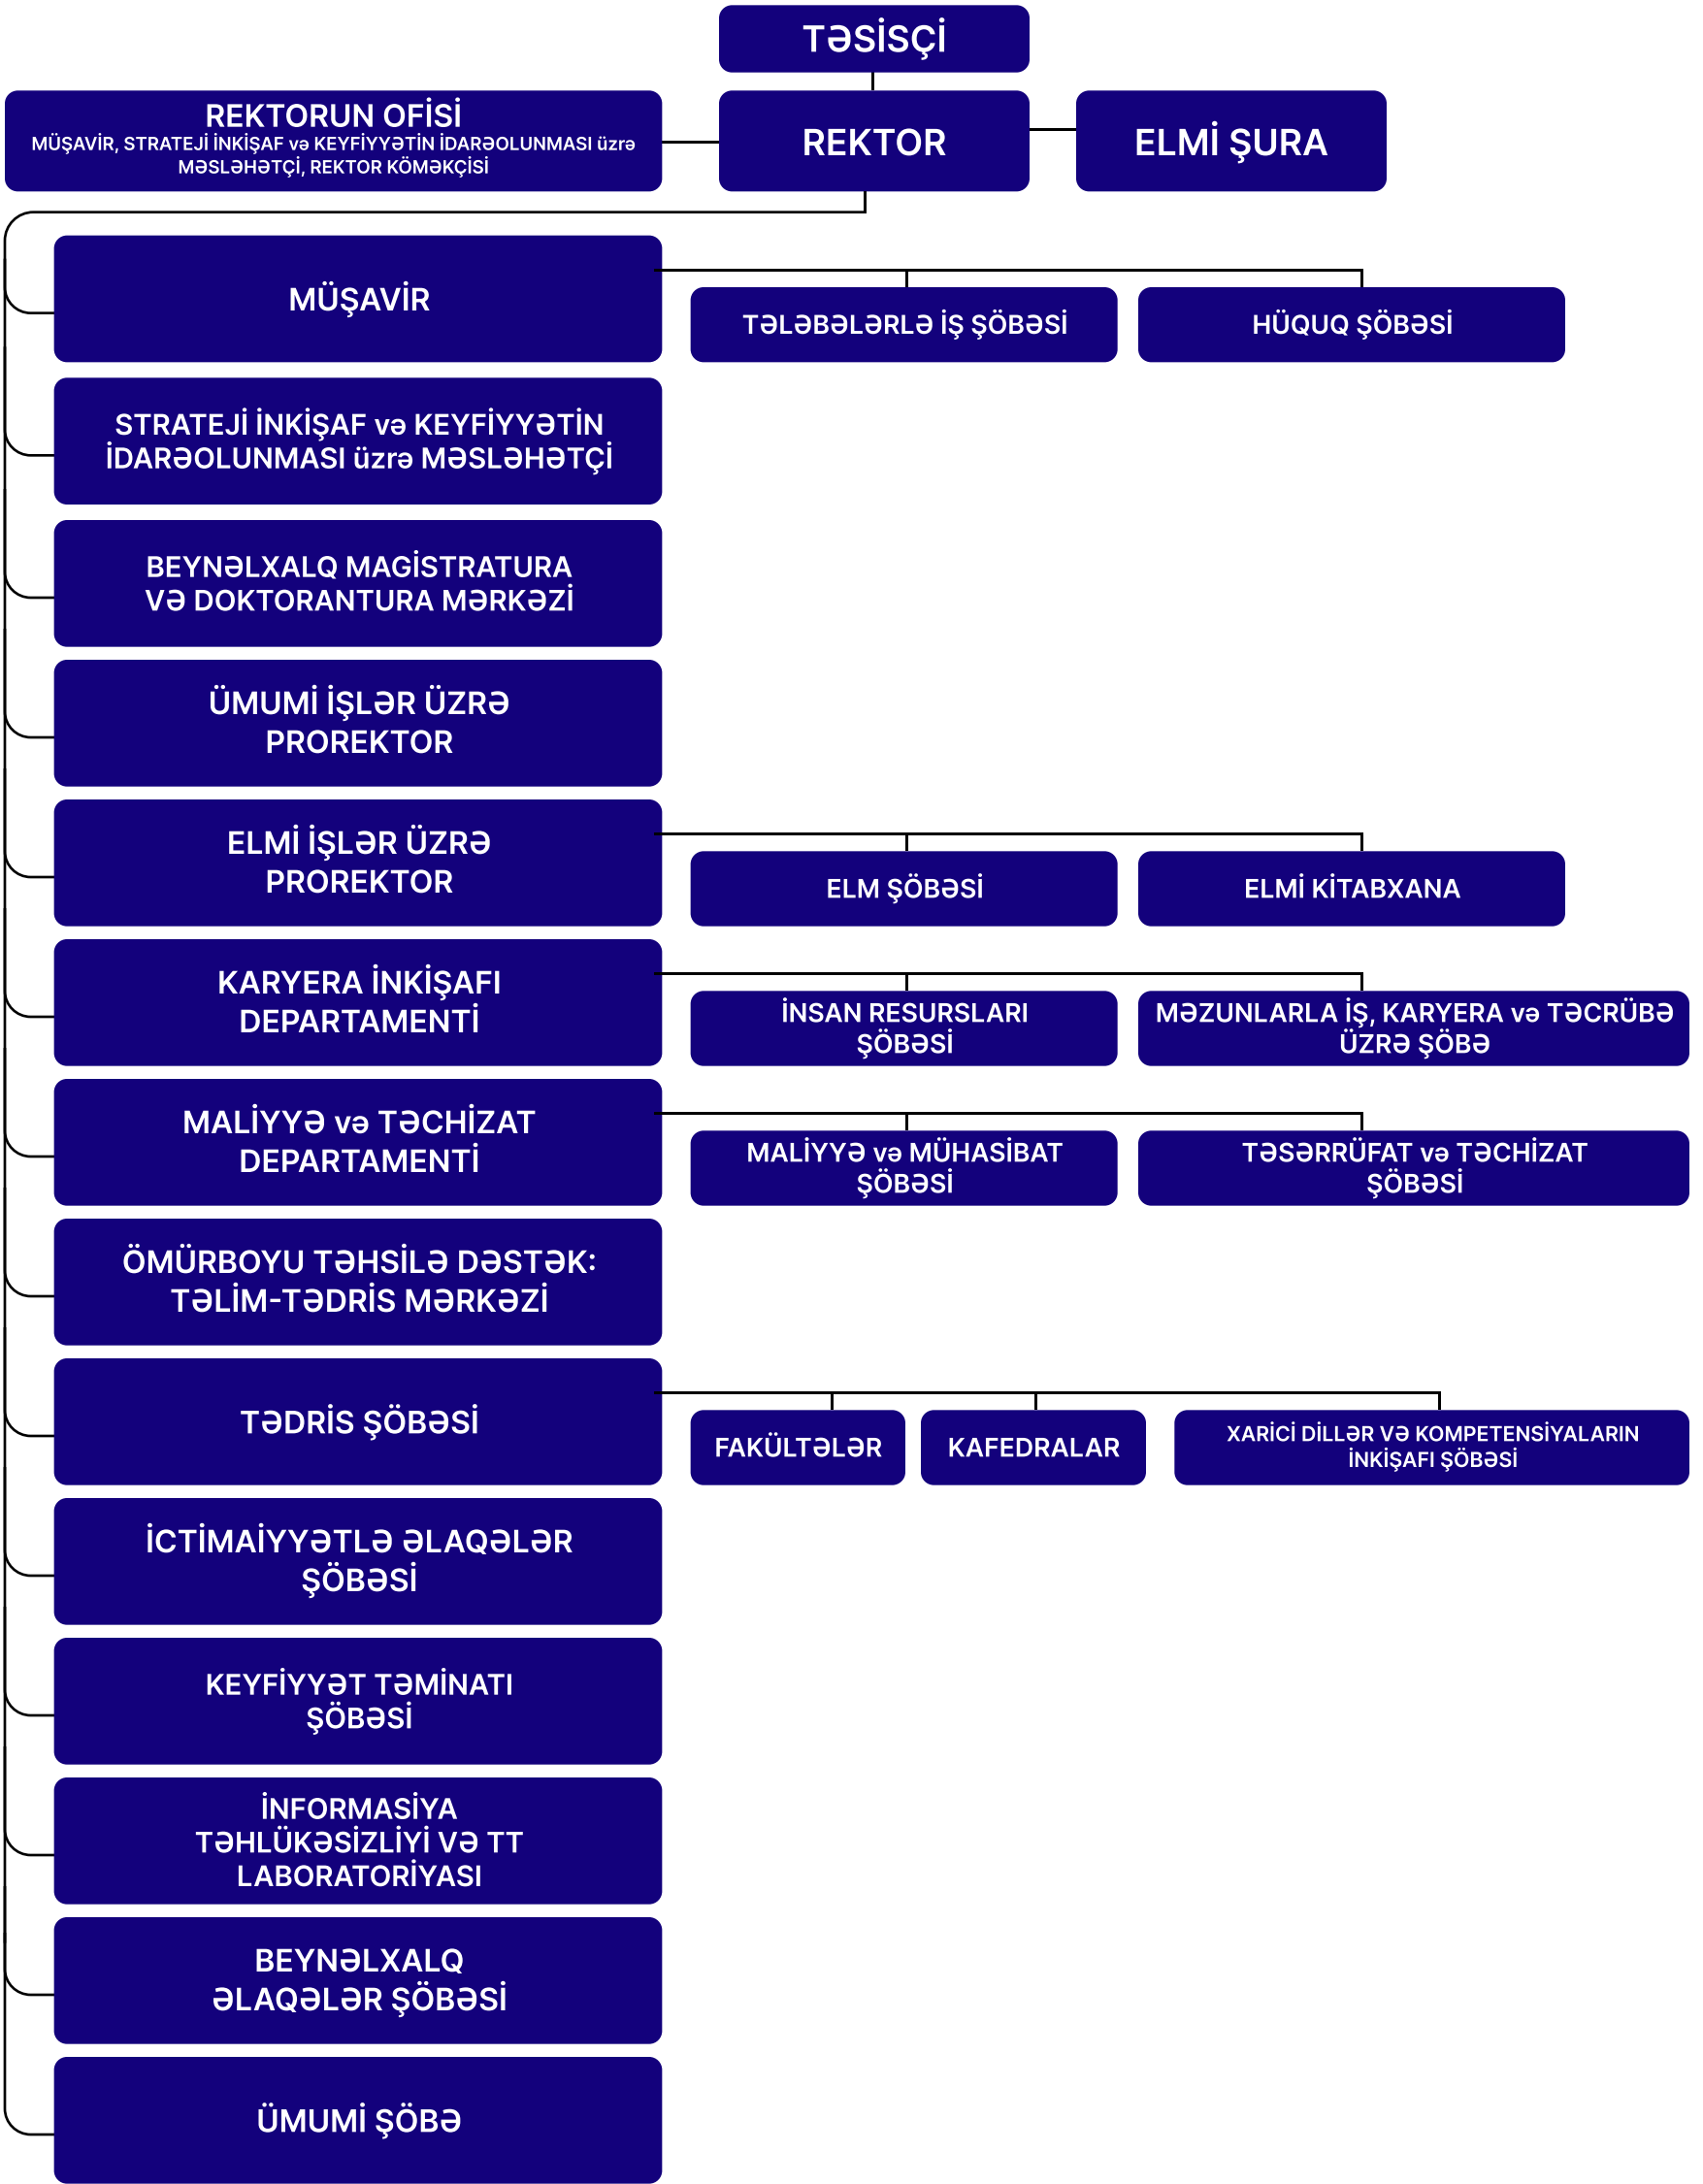 TƏSİSÇİ
REKTORUN OFİSİ
MÜŞAVİR, STRATEJİ İNKİŞAF və KEYFİYYƏTİN İDARƏOLUNMASI üzrə
MƏSLƏHƏTÇİ, REKTOR KÖMƏKÇİSİ
REKTOR
ELMİ ŞURA
MÜŞAVİR
TƏLƏBƏLƏRLƏ İŞ ŞÖBƏSİ
HÜQUQ ŞÖBƏSİ
STRATEJİ İNKİŞAF və KEYFİYYƏTİN
İDARƏOLUNMASI üzrə MƏSLƏHƏTÇİ
BEYNƏLXALQ MAGİSTRATURA
VƏ DOKTORANTURA MƏRKƏZİ
ÜMUMİ İŞLƏR ÜZRƏ
PROREKTOR
ELMİ İŞLƏR ÜZRƏ
PROREKTOR
ELM ŞÖBƏSİ
ELMİ KİTABXANA
KARYERA İNKİŞAFI
DEPARTAMENTİ
İNSAN RESURSLARI
ŞÖBƏSİ
MƏZUNLARLA İŞ, KARYERA və TƏCRÜBƏ
ÜZRƏ ŞÖBƏ
MALİYYƏ və TƏCHİZAT
DEPARTAMENTİ
MALİYYƏ və MÜHASİBAT
ŞÖBƏSİ
TƏSƏRRÜFAT və TƏCHİZAT
ŞÖBƏSİ
ÖMÜRBOYU TƏHSİLƏ DƏSTƏK:
TƏLİM-TƏDRİS MƏRKƏZİ
TƏDRİS ŞÖBƏSİ
FAKÜLTƏLƏR
KAFEDRALAR
XARİCİ DİLLƏR VƏ KOMPETENSİYALARIN
İNKİŞAFI ŞÖBƏSİ
İCTİMAİYYƏTLƏ ƏLAQƏLƏR
ŞÖBƏSİ
KEYFİYYƏT TƏMİNATI
ŞÖBƏSİ
İNFORMASİYA
TƏHLÜKƏSİZLİYİ VƏ TT
LABORATORİYASI
BEYNƏLXALQ
ƏLAQƏLƏR ŞÖBƏSİ
ÜMUMİ ŞÖBƏ